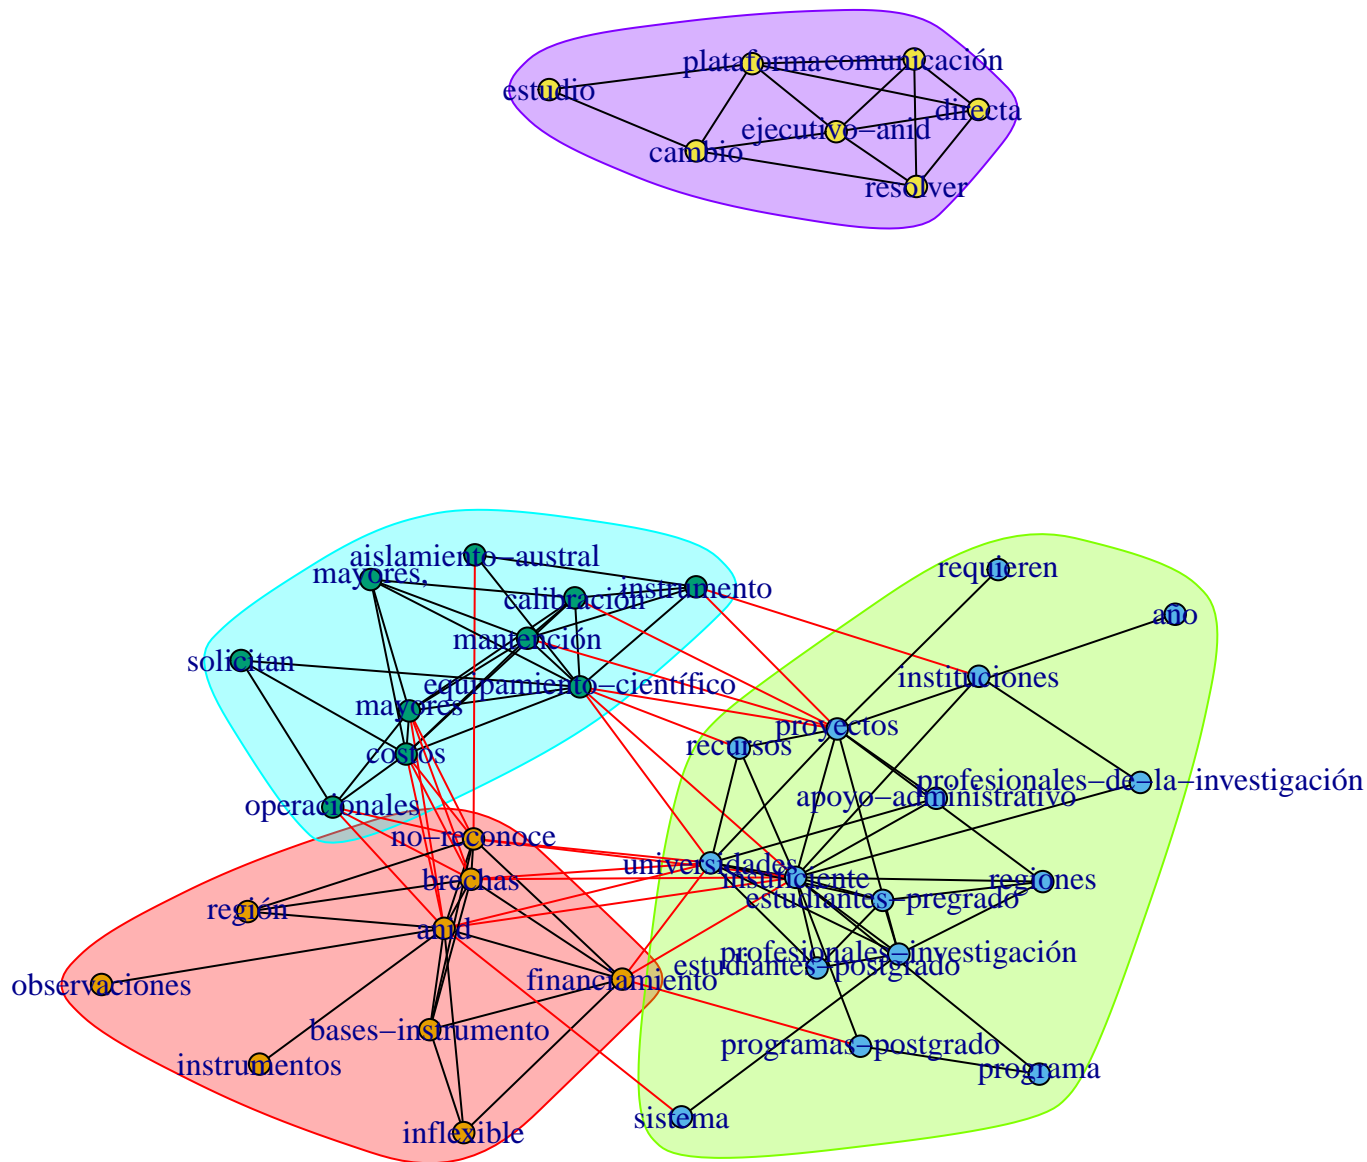 plataforma
comunicación
estudio
directa
ejecutivo-anid
cambio
resolver
aislamiento-austral
mayores,
calibración
instrumento
mantención
solicitan
equipamiento-científico
mayores
costos
operacionales
requieren
año
instituciones
proyectos
recursos
profesionales-de-la-investigación
apoyo-administrativo
no-reconoce
universidades
insuficiente
brechas
regiones
estudiantes-pregrado
región
anid
profesionales-investigación
estudiantes-postgrado
financiamiento
observaciones
bases-instrumento
programas-postgrado
instrumentos
programa
sistema
inflexible